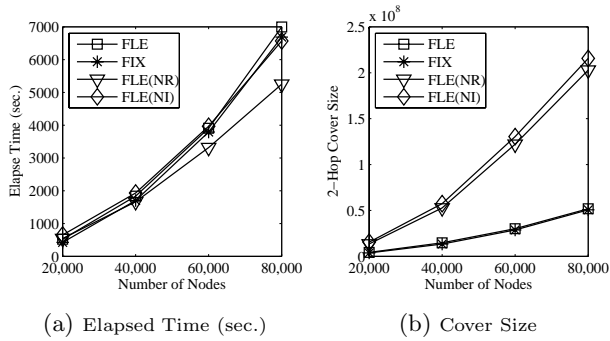 7000
6000
5000
4000
3000
2000
1000
0
Elapse Time (sec.)
FLE
FIX
FLE(NR)
FLE(NI)
20,000 40,000 60,000 80,000
Number of Nodes
(a) Elapsed Time (sec.)
x 10^8
2.5
2
1.5
1
0.5
0
2−Hop Cover Size
FLE
FIX
FLE(NR)
FLE(NI)
20,000 40,000 60,000 80,000
Number of Nodes
(b) Cover Size